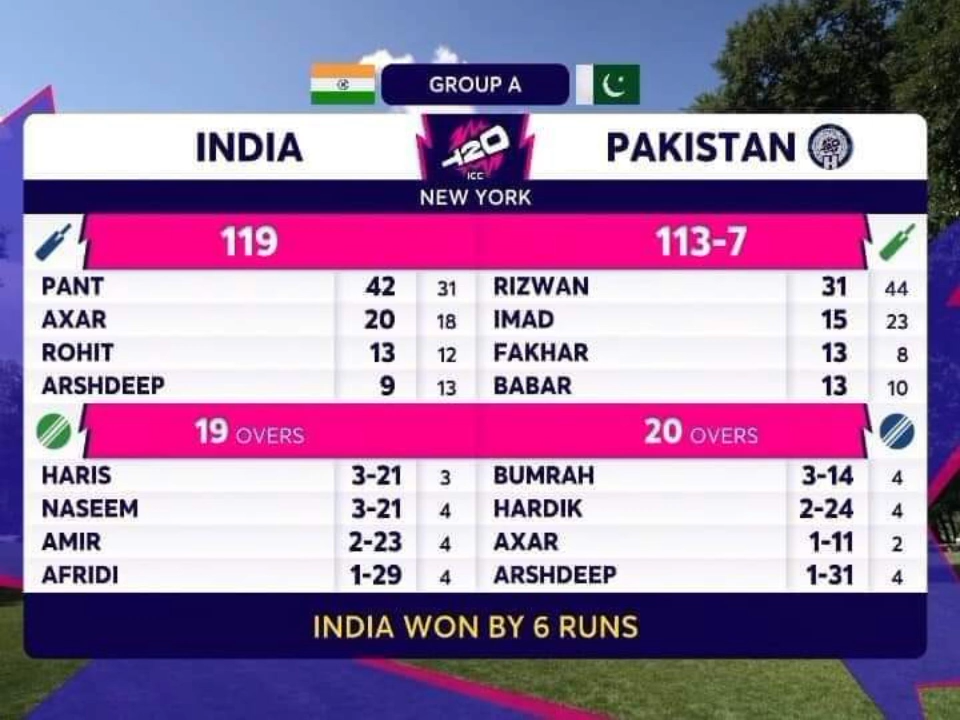 GROUP A
INDIA
T20
ICC
PAKISTAN
NEW YORK
119 113-7
PANT 42 31 RIZWAN 31 44
AXAR 20 18 IMAD 15 23
ROHIT 13 12 FAKHAR 13 8
ARSHDEEP 9 13 BABAR 13 10
19 OVERS 20 OVERS
HARIS 3-21 3 BUMRAH 3-14 4
NASEEM 3-21 4 HARDIK 2-24 4
AMIR 2-23 4 AXAR 1-11 2
AFRIDI 1-29 4 ARSHDEEP 1-31 4
INDIA WON BY 6 RUNS